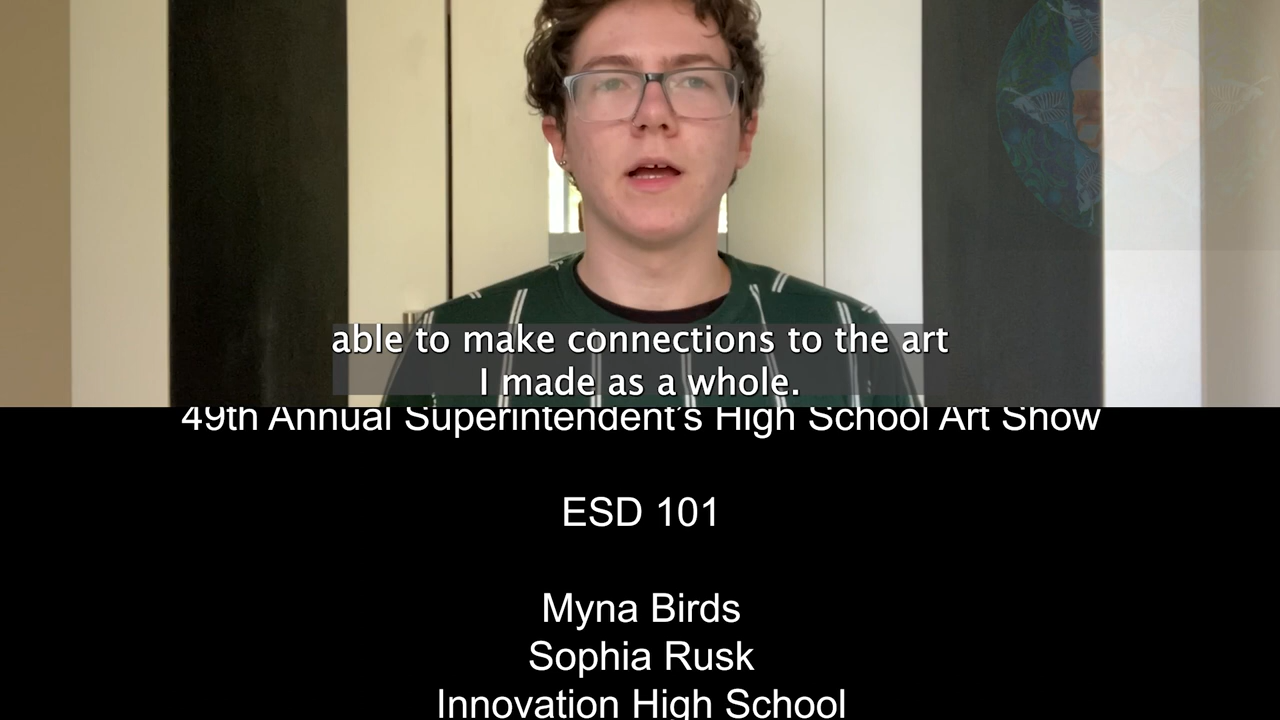 able to make connections to the art
I made as a whole.
49th Annual Superintendent's High School Art Show
ESD 101
Myna Birds
Sophia Rusk
Innovation High School